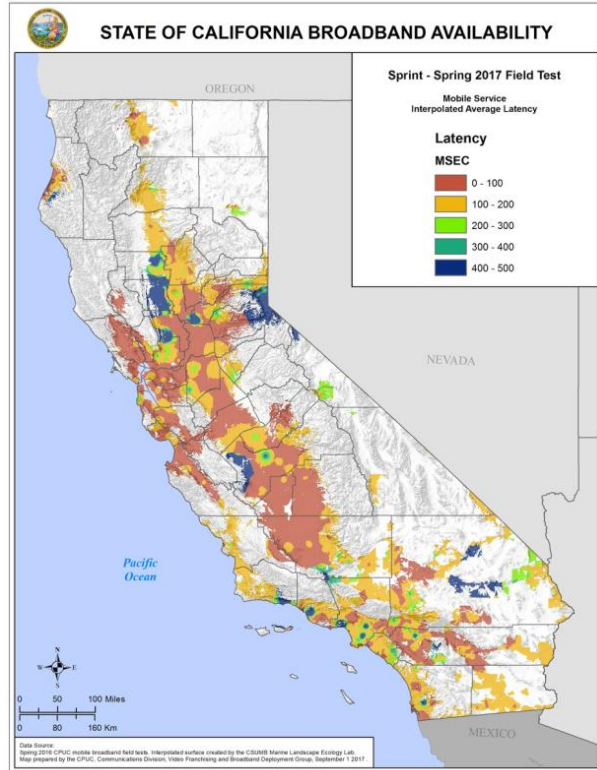 STATE OF CALIFORNIA BROADBAND AVAILABILITY
Sprint - Spring 2017 Field Test
Mobile Service
Interpolated Average Latency
Latency
MSEC
0 - 100
100 - 200
200 - 300
300 - 400
400 - 500
OREGON
NEVADA
Pacific
Ocean
N
W
E
S
0 50 100 Miles
0 80 160 Km
ARIZONA
MEXICO
Data Source:
Spring 2016 CPUC mobile broadband field tests. Interpolated surface created by the CSUMB Marine Landscape Ecology Lab.
Map prepared by the CPUC, Communications Division, Video Franchising and Broadband Deployment Group, September 1 2017 .